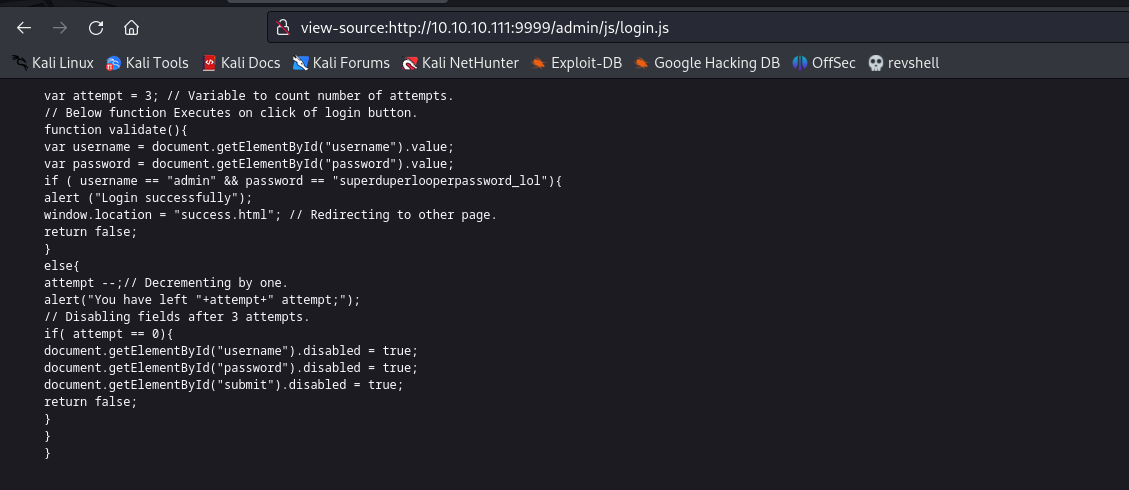 view-source:http://10.10.10.111:9999/admin/js/login.js
Kali Linux Kali Tools Kali Docs Kali Forums Kali NetHunter Exploit-DB Google Hacking DB OffSec revshell
var attempt = 3; // Variable to count number of attempts.
// Below function Executes on click of login button.
function validate(){
var username = document.getElementById("username").value;
var password = document.getElementById("password").value;
if ( username == "admin" && password == "superduperlooperpassword_lol"){
alert ("Login successfully");
window.location = "success.html"; // Redirecting to other page.
return false;
}
else{
attempt --;// Decrementing by one.
alert("You have left "+attempt+" attempt;");
// Disabling fields after 3 attempts.
if( attempt == 0){
document.getElementById("username").disabled = true;
document.getElementById("password").disabled = true;
document.getElementById("submit").disabled = true;
return false;
}
}
}